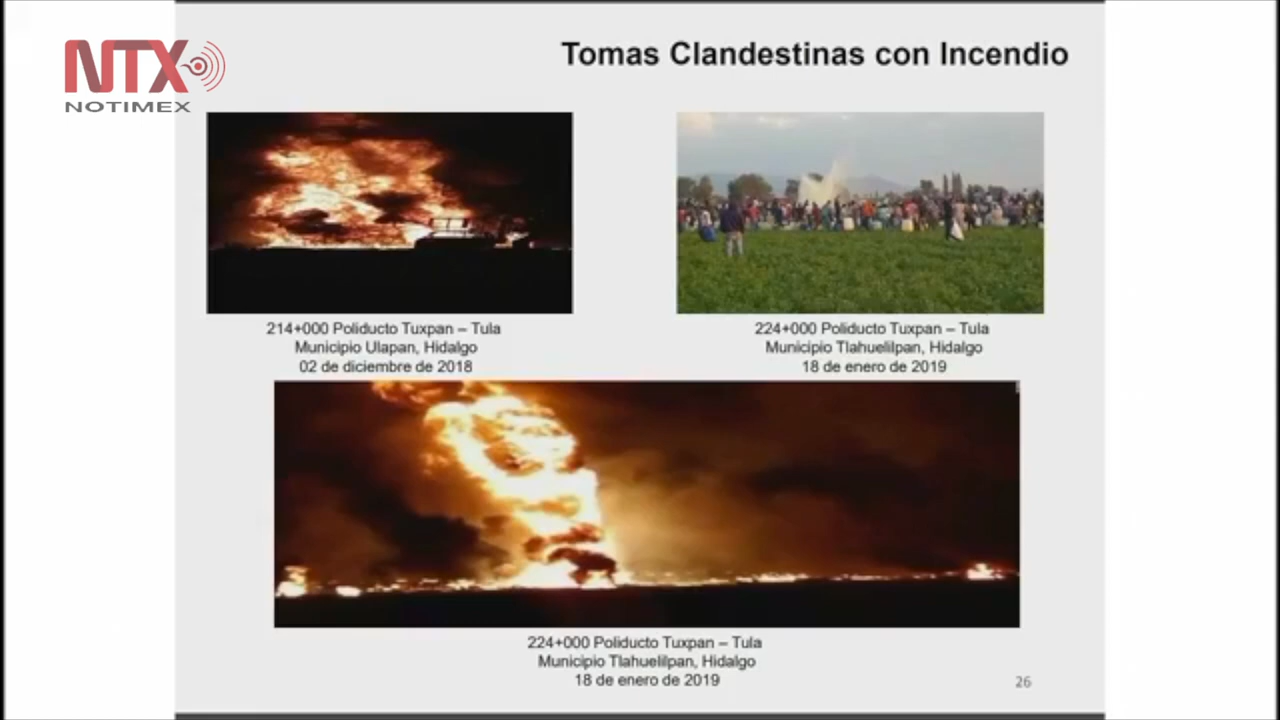 NTX
NOTIMEX
Tomas Clandestinas con Incendio
214+000 Poliducto Tuxpan – Tula
Municipio Ulapan, Hidalgo
02 de diciembre de 2018
224+000 Poliducto Tuxpan – Tula
Municipio Tlahuelilpan, Hidalgo
18 de enero de 2019
224+000 Poliducto Tuxpan – Tula
Municipio Tlahuelilpan, Hidalgo
18 de enero de 2019
26